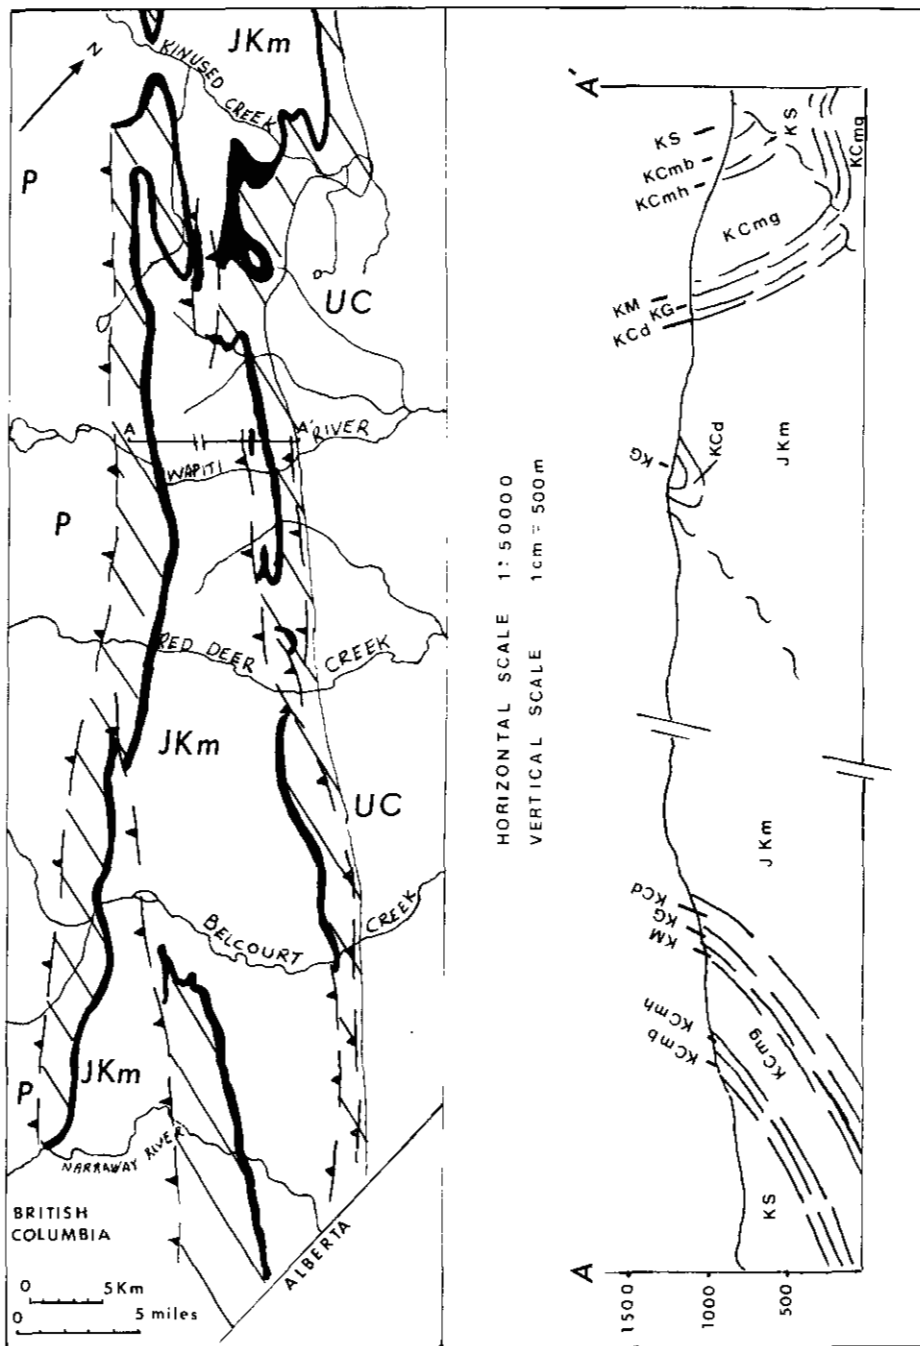 JKm
N
KINUSED
CREEK
P
UC
A
A'
RIVER
WAPITI
P
RED DEER
CREEK
JKm
UC
BELCOURT
CREEK
JKm
P
NARRAWAY RIVER
BRITISH
COLUMBIA
ALBERTA
0 5Km
0 5 miles
HORIZONTAL SCALE 1:50000
VERTICAL SCALE 1cm = 500m
A'
KS
KCmb
KCmh
KS
KCmg
KCmg
KM
KG
KCd
KG
KCd
JKm
JKm
KCd
KG
KM
KCmh
KCmb
KCmg
KS
A
1500
1000
500